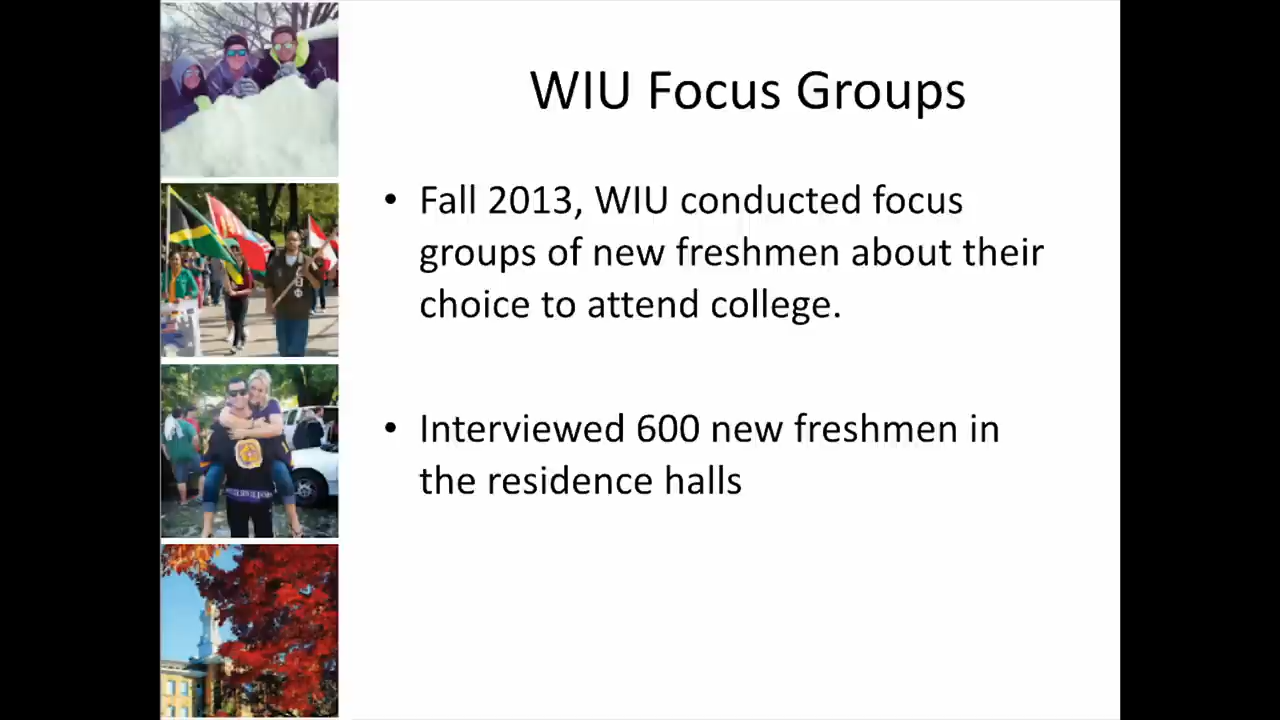 WIU Focus Groups
• Fall 2013, WIU conducted focus
groups of new freshmen about their
choice to attend college.
• Interviewed 600 new freshmen in
the residence halls